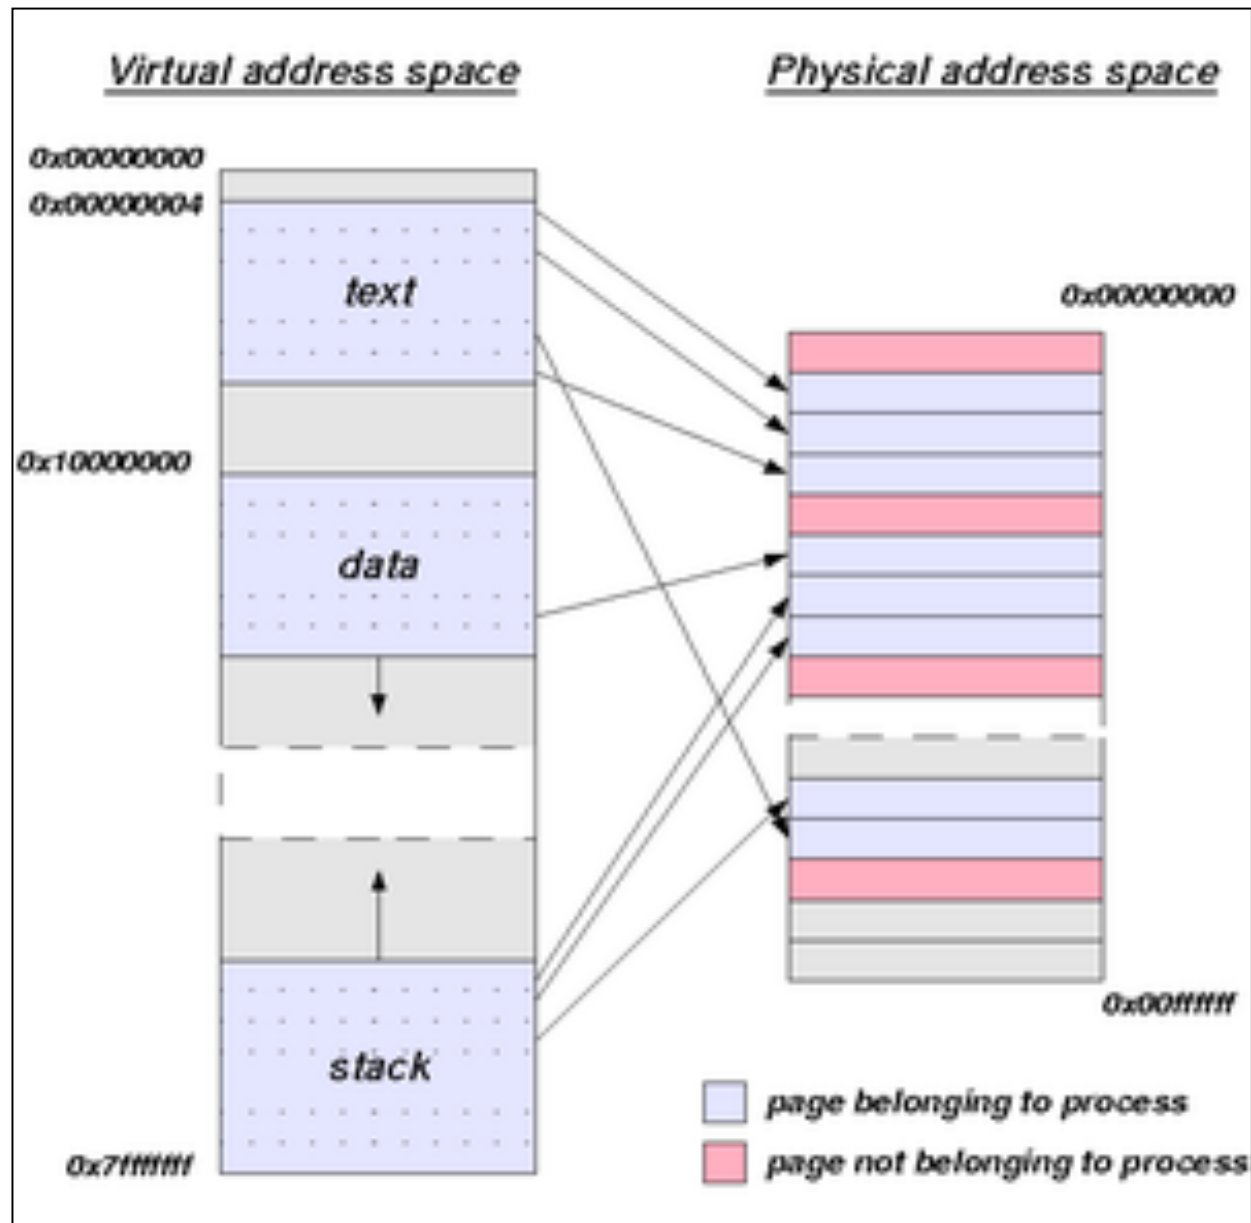 Virtual address space
Physical address space
0x00000000
0x00000004
text
0x10000000
data
stack
0x7fffffff
0x00000000
0x00ffffff
page belonging to process
page not belonging to process